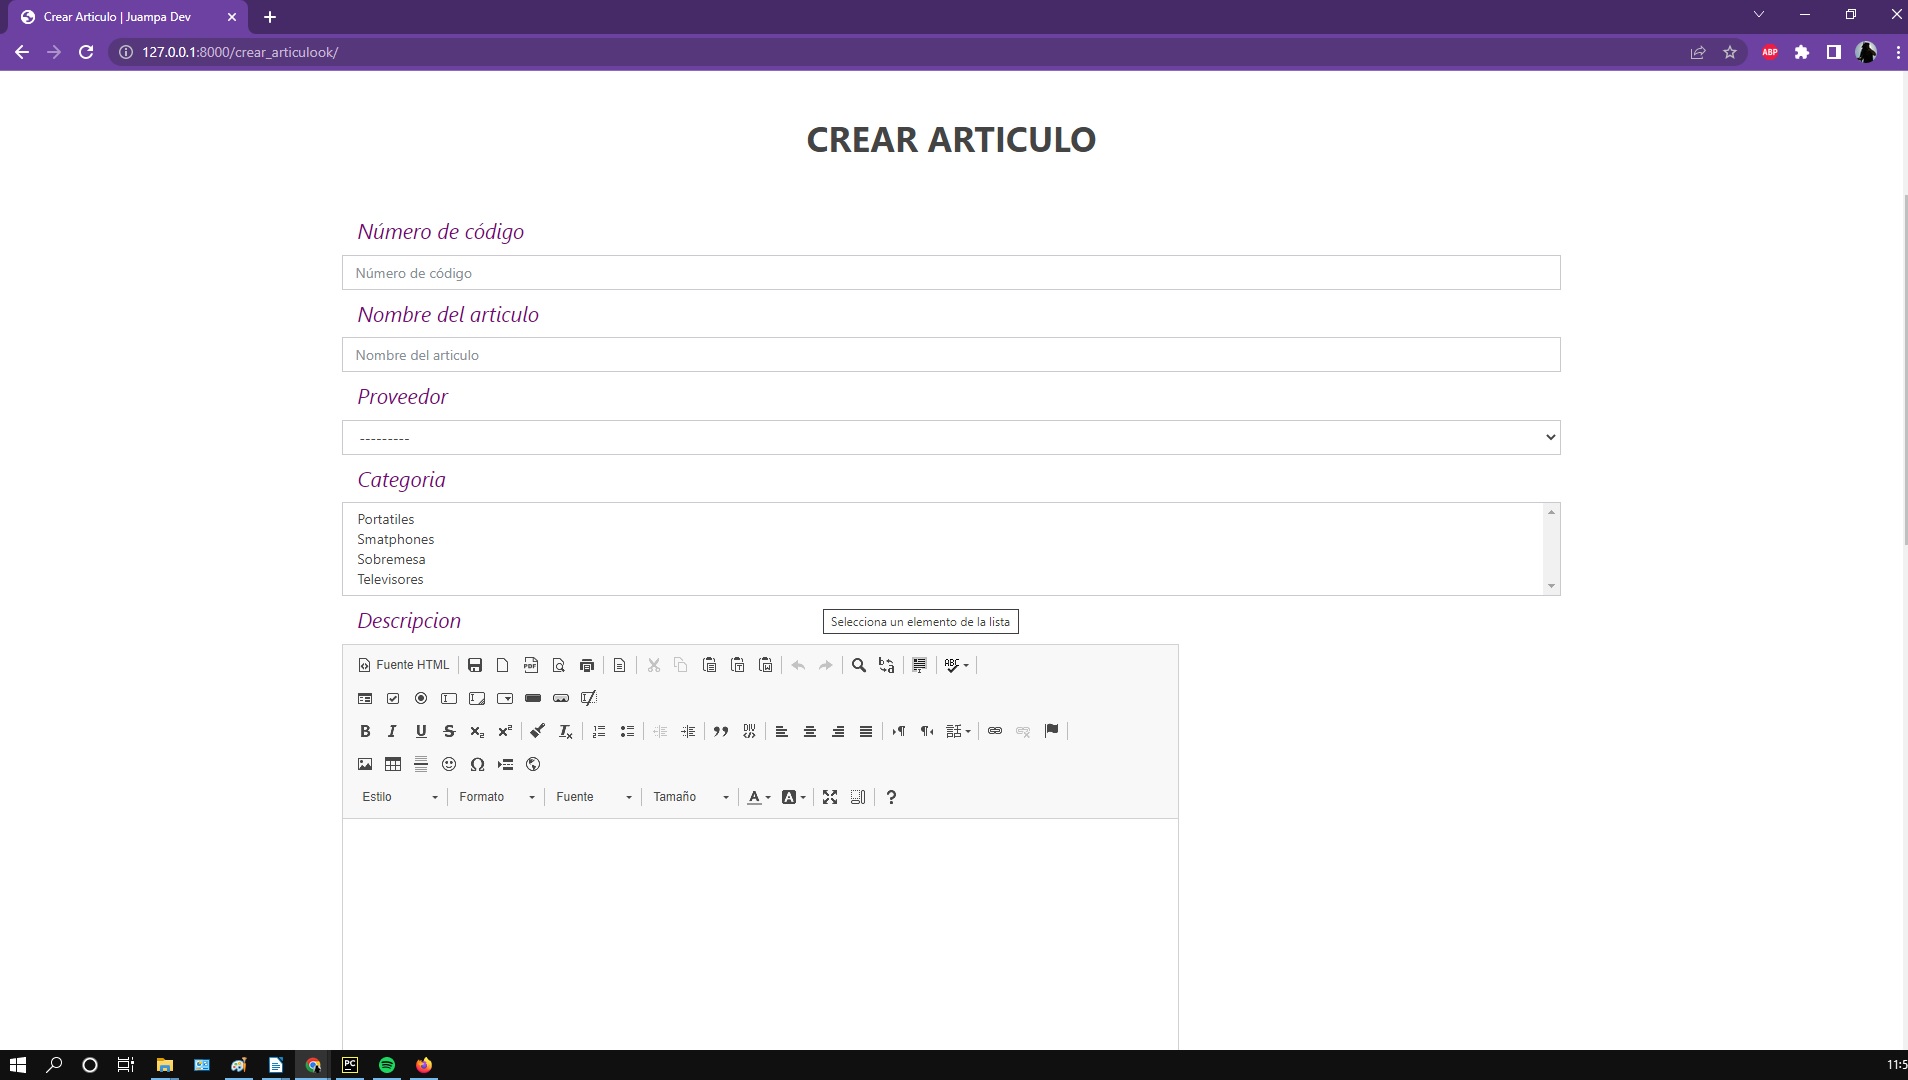 Crear Articulo | Juampa Dev
127.0.0.1:8000/crear_articulook/
ABP
CREAR ARTICULO
Número de código
Número de código
Nombre del articulo
Nombre del articulo
Proveedor
---------
Categoria
Portatiles
Smatphones
Sobremesa
Televisores
Descripcion
Selecciona un elemento de la lista
Fuente HTML
Estilo Formato Fuente Tamaño
PC
11:5